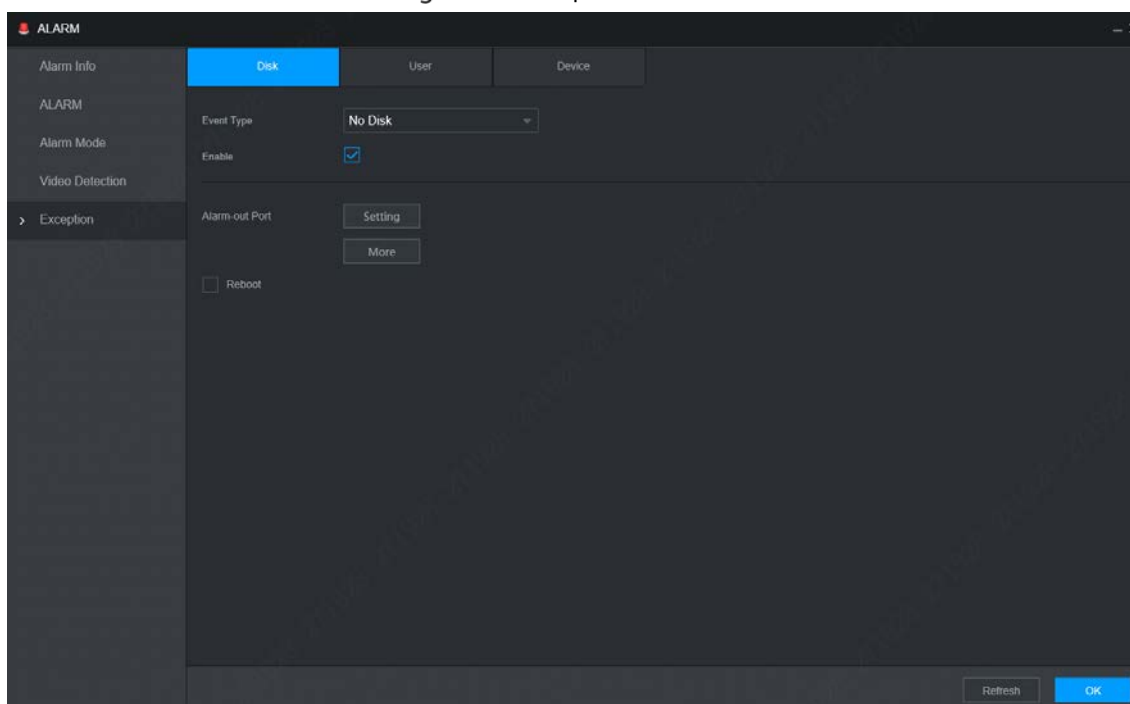 ALARM
Alarm Info
Disk
User
Device
ALARM
Event Type
No Disk
Alarm Mode
Enable
Video Detection
Exception
Alarm-out Port
Setting
More
Reboot
Refresh
OK